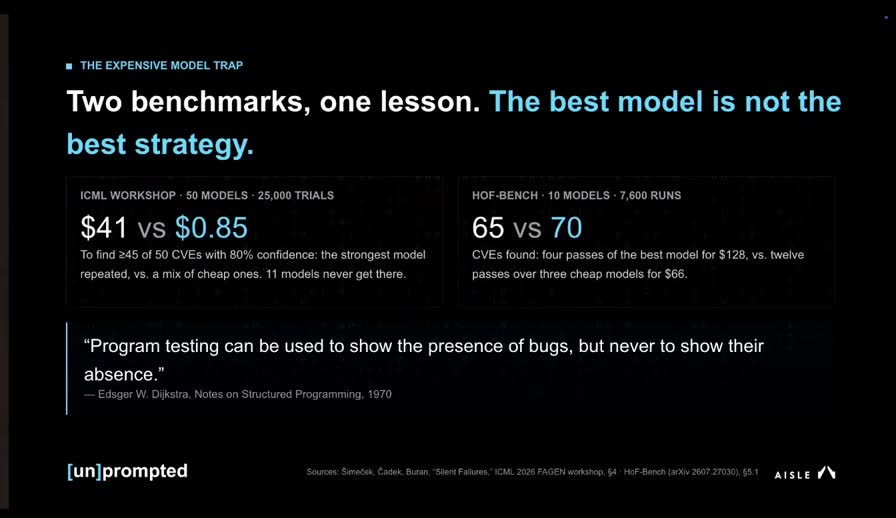 THE EXPENSIVE MODEL TRAP
Two benchmarks, one lesson. The best model is not the
best strategy.
ICML WORKSHOP · 50 MODELS · 25,000 TRIALS
$41 vs $0.85
To find ≥45 of 50 CVEs with 80% confidence: the strongest model
repeated, vs. a mix of cheap ones. 11 models never get there.
HOF-BENCH · 10 MODELS · 7,600 RUNS
65 vs 70
CVEs found: four passes of the best model for $128, vs. twelve
passes over three cheap models for $66.
“Program testing can be used to show the presence of bugs, but never to show their
absence.”
— Edsger W. Dijkstra, Notes on Structured Programming, 1970
[un]prompted
Sources: Šimeček, Čadek, Buran, “Silent Failures,” ICML 2026 FAGEN workshop, §4 · HoF-Bench (arXiv 2607.27030), §5.1
AISLE